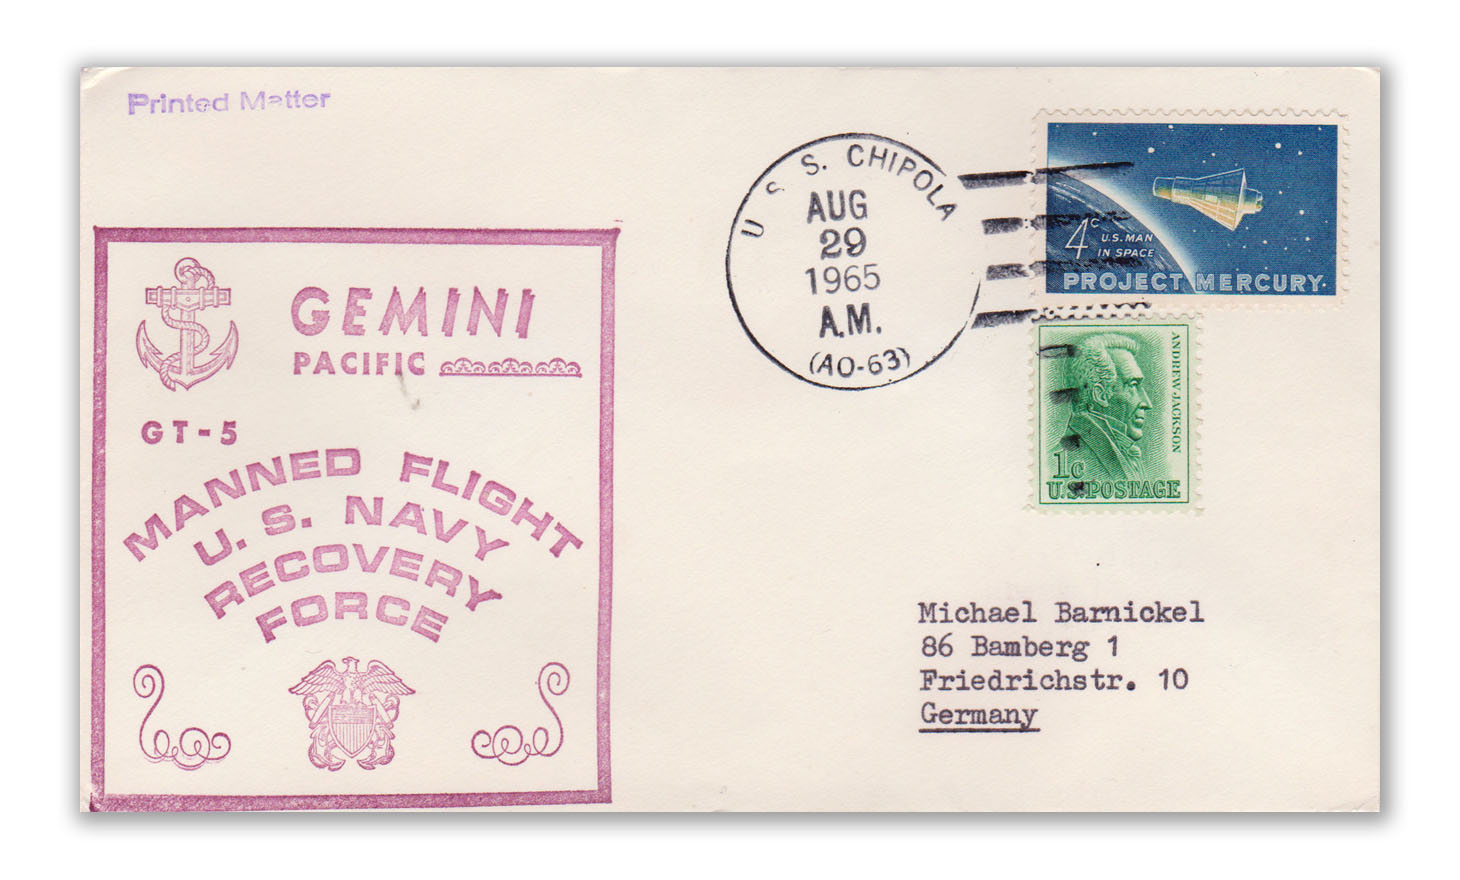 Printed Matter
GEMINI
PACIFIC
GT-5
MANNED FLIGHT
U. S. NAVY
RECOVERY
FORCE
U. S. S. CHIPOLA
AUG
29
1965
A.M.
(AO-63)
4c
U.S. MAN
IN SPACE
PROJECT MERCURY
ANDREW JACKSON
1c
U.S. POSTAGE
Michael Barnickel
86 Bamberg 1
Friedrichstr. 10
Germany